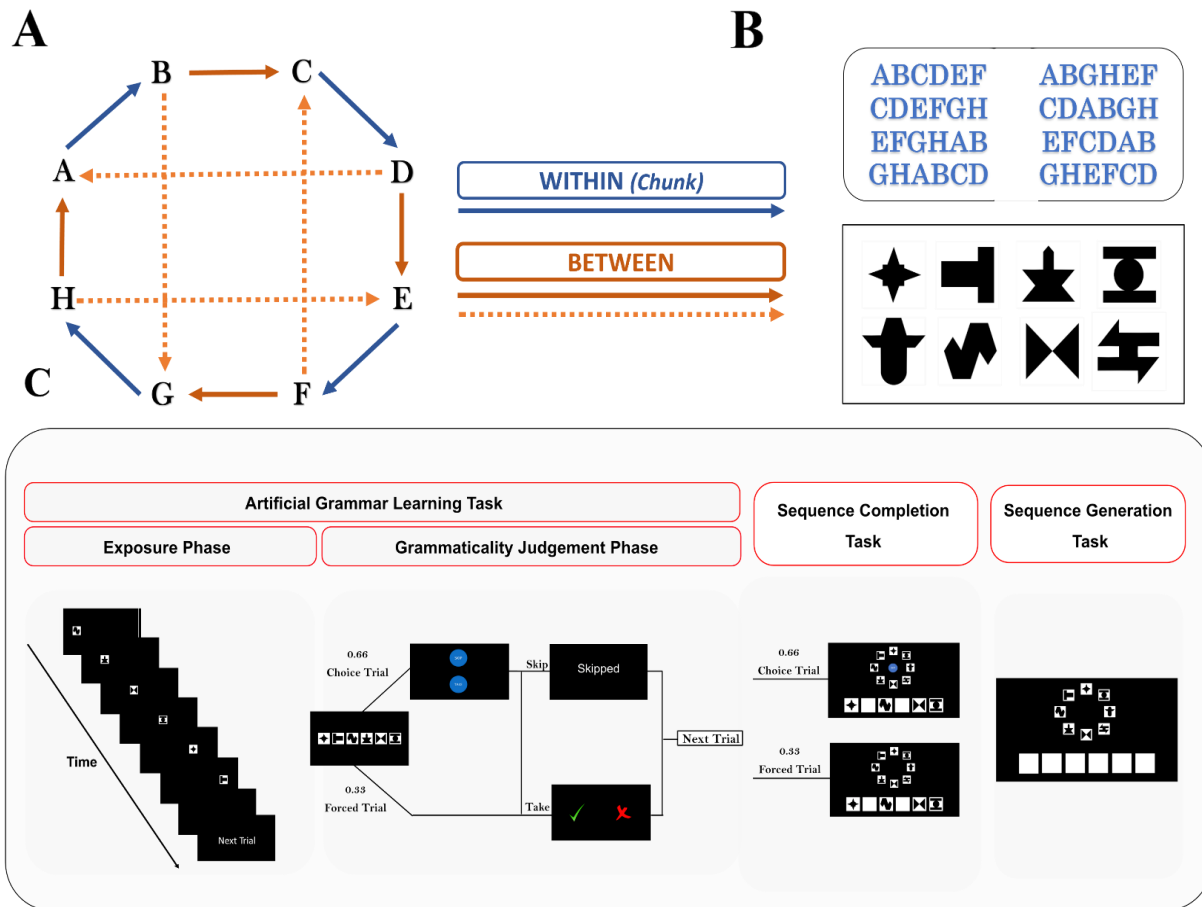 A
B
B
C
A
D
H
E
G
F
WITHIN (Chunk)
BETWEEN
ABCDEF
ABGHEF
CDEFGH
CDABGH
EFGHAB
EFCDAB
GHABCD
GHEFCD
C
Artificial Grammar Learning Task
Exposure Phase
Grammaticality Judgement Phase
Sequence Completion
Task
Sequence Generation
Task
Time
Next Trial
0.66
Choice Trial
0.33
Forced Trial
Skip
Skipped
Take
Next Trial
0.66
Choice Trial
0.33
Forced Trial